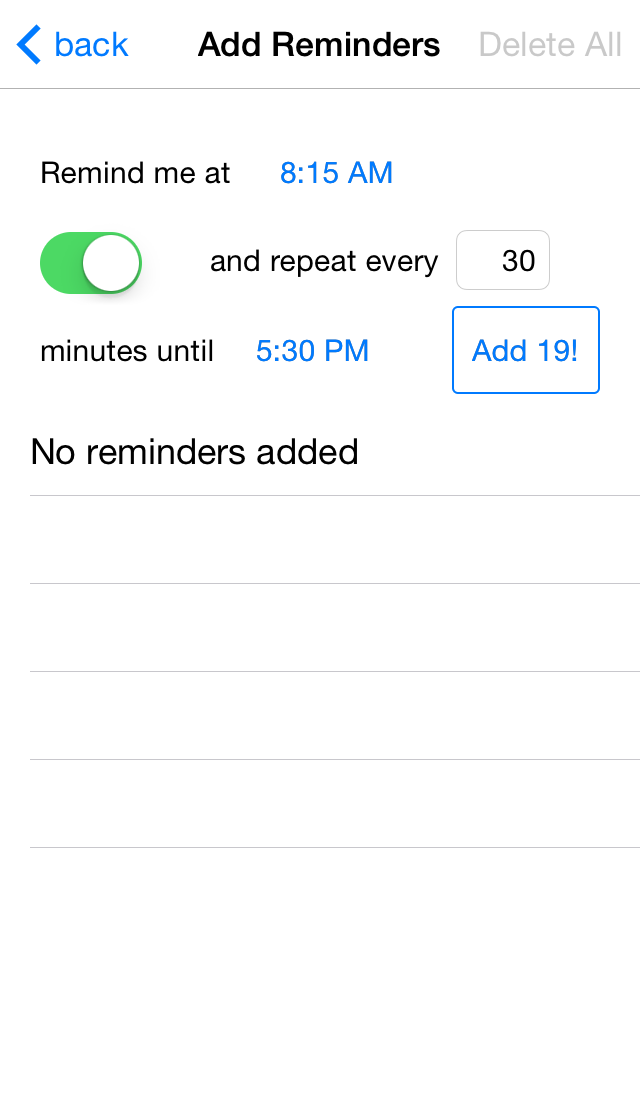 back Add Reminders Delete All
Remind me at 8:15 AM
and repeat every 30
minutes until 5:30 PM Add 19!
No reminders added